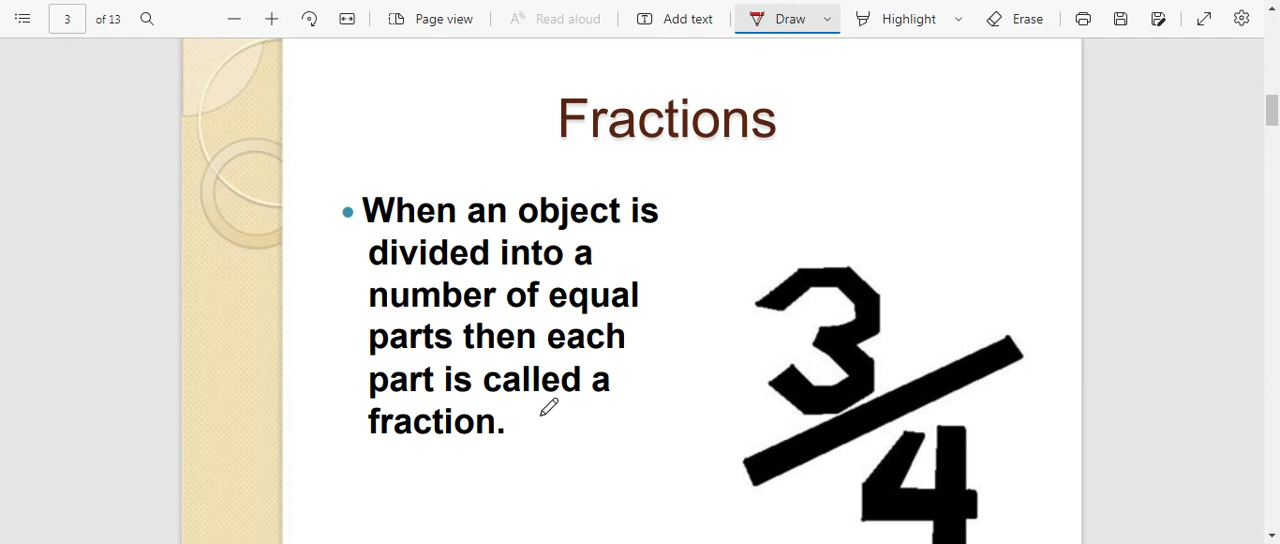 3 of 13 Page view Read aloud Add text Draw Highlight Erase
Fractions
• When an object is
divided into a
number of equal
parts then each
part is called a
fraction.
3/4